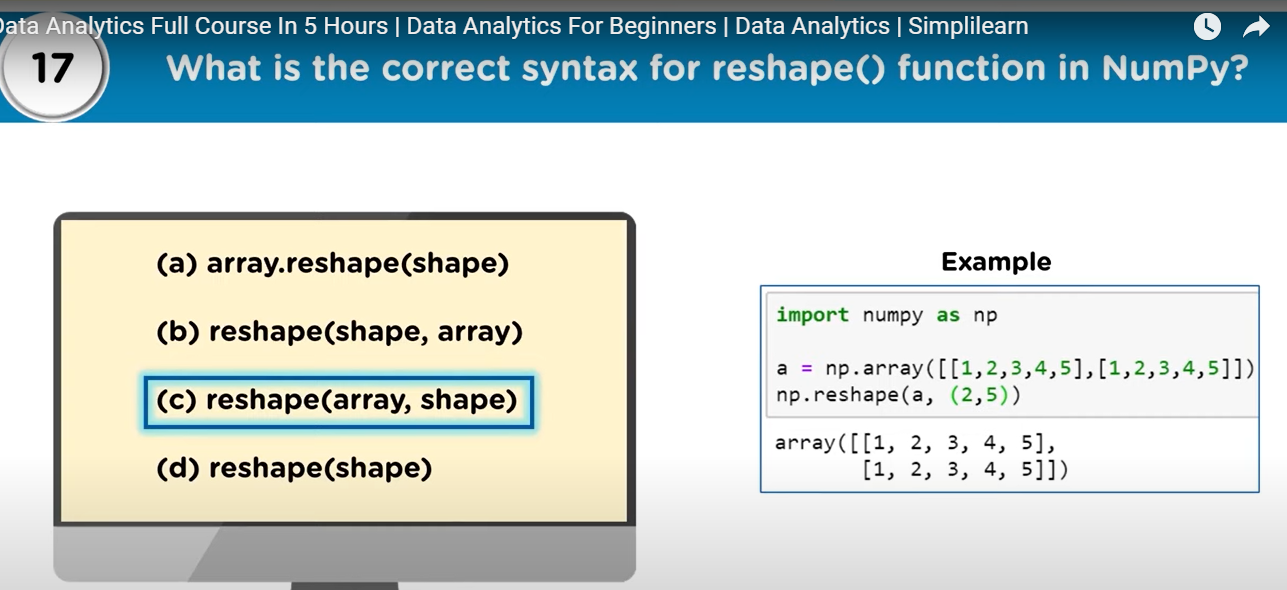 Data Analytics Full Course In 5 Hours | Data Analytics For Beginners | Data Analytics | Simplilearn
17
What is the correct syntax for reshape() function in NumPy?
(a) array.reshape(shape)
(b) reshape(shape, array)
(c) reshape(array, shape)
(d) reshape(shape)
Example
import numpy as np
a = np.array([[1,2,3,4,5],[1,2,3,4,5]])
np.reshape(a, (2,5))
array([[1, 2, 3, 4, 5],
[1, 2, 3, 4, 5]])